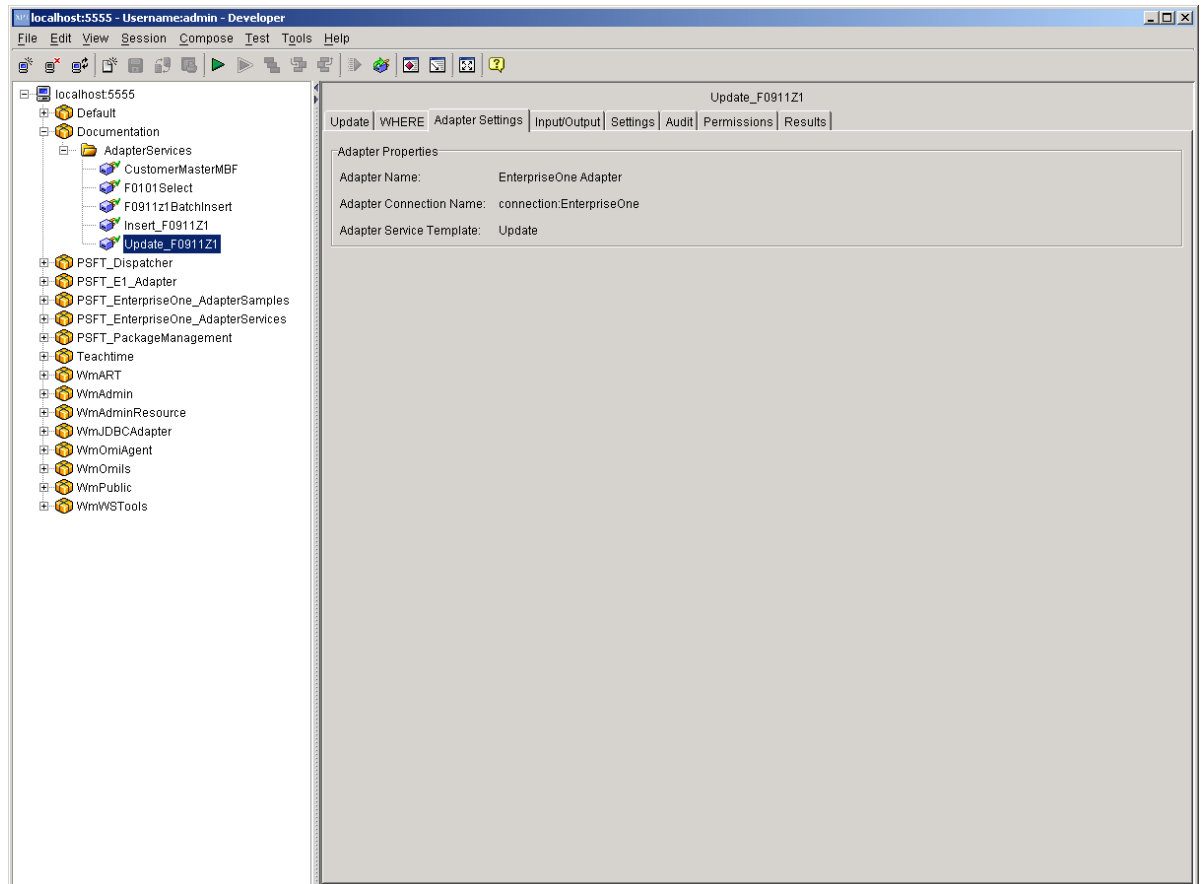 localhost:5555 - Username:admin - Developer
File Edit View Session Compose Test Tools Help
localhost:5555
Default
Documentation
AdapterServices
CustomerMasterMBF
F0101Select
F0911z1BatchInsert
Insert_F0911Z1
Update_F0911Z1
PSFT_Dispatcher
PSFT_E1_Adapter
PSFT_EnterpriseOne_AdapterSamples
PSFT_EnterpriseOne_AdapterServices
PSFT_PackageManagement
Teachtime
WmART
WmAdmin
WmAdminResource
WmJDBCAdapter
WmOmiAgent
WmOmiIs
WmPublic
WmWSTools
Update_F0911Z1
Update WHERE Adapter Settings Input/Output Settings Audit Permissions Results
Adapter Properties
Adapter Name: EnterpriseOne Adapter
Adapter Connection Name: connection:EnterpriseOne
Adapter Service Template: Update